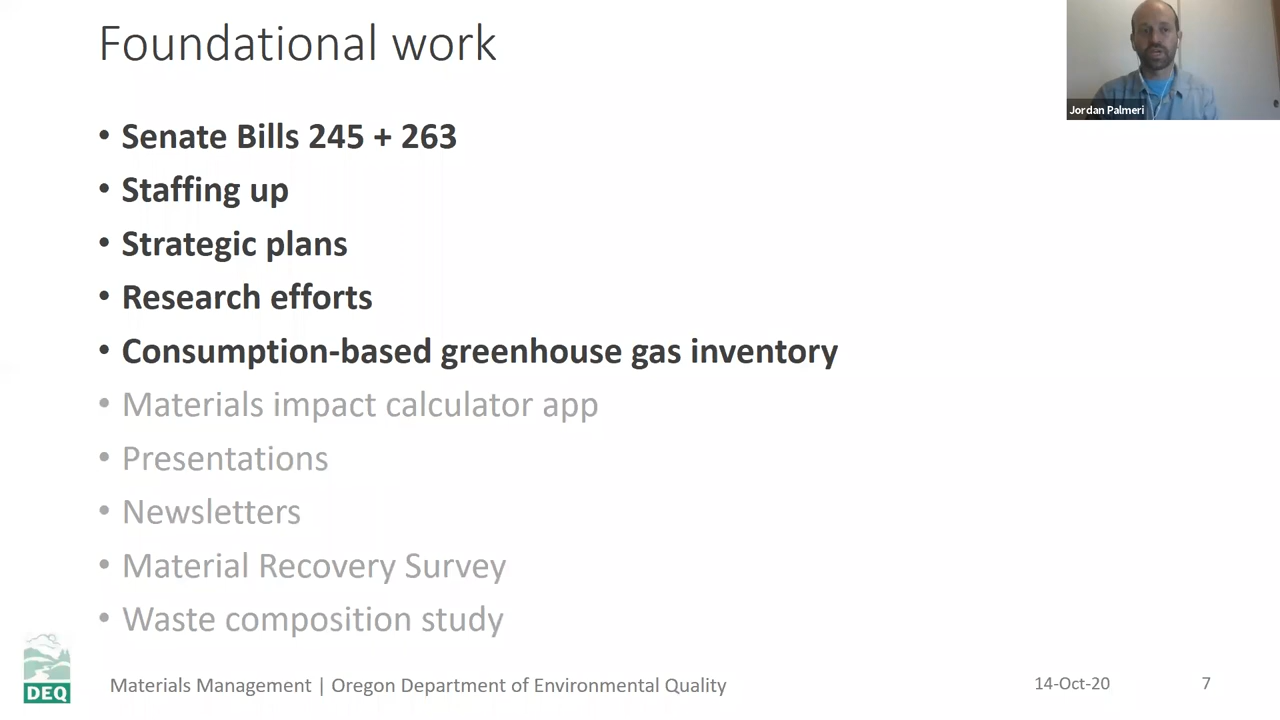 Foundational work
Jordan Palmeri
• Senate Bills 245 + 263
• Staffing up
• Strategic plans
• Research efforts
• Consumption-based greenhouse gas inventory
• Materials impact calculator app
• Presentations
• Newsletters
• Material Recovery Survey
• Waste composition study
DEQ
Materials Management | Oregon Department of Environmental Quality
14-Oct-20
7